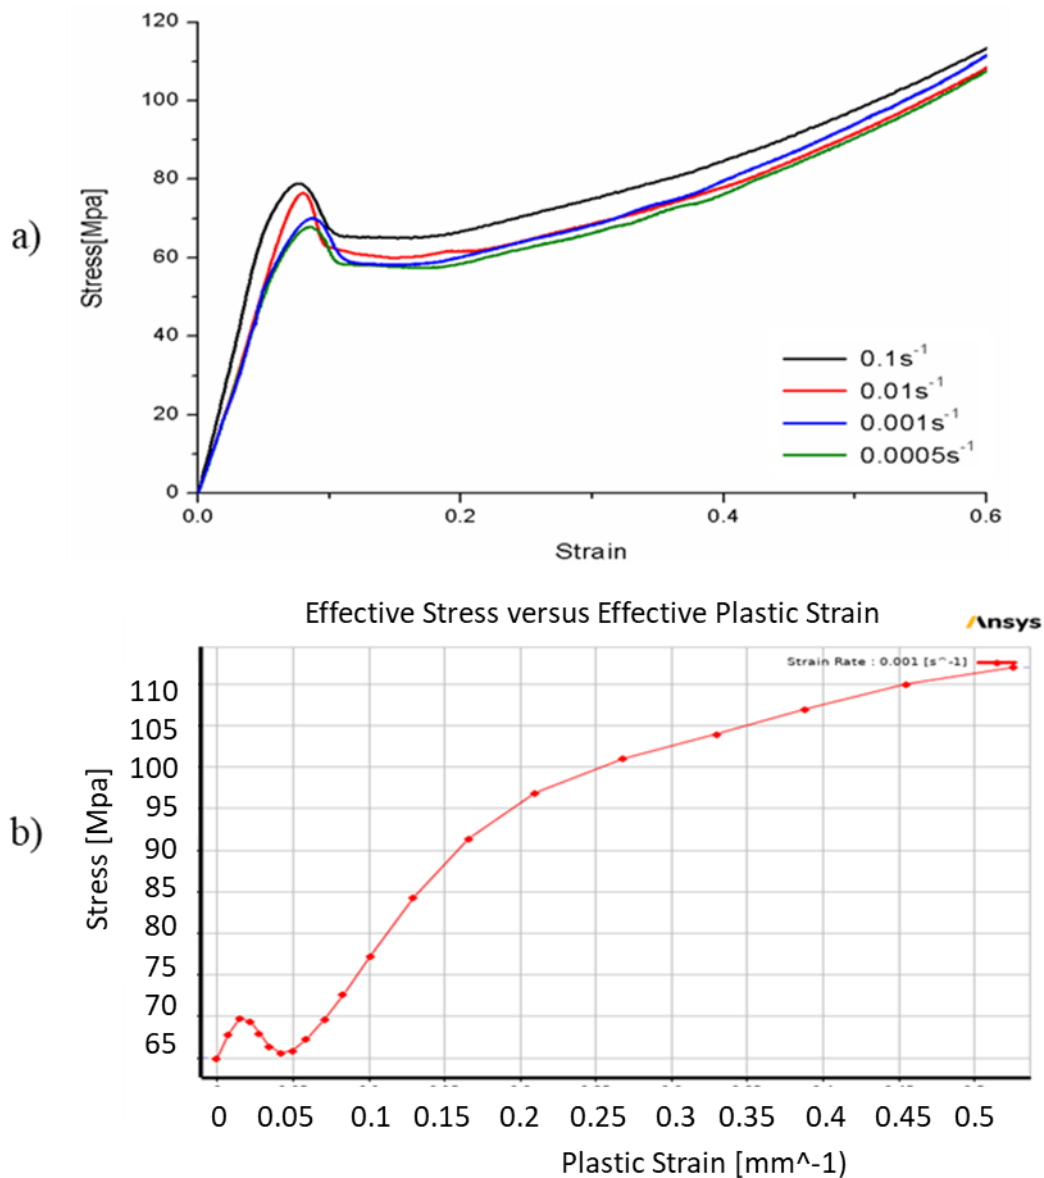 a)
Stress[Mpa]
120
100
80
60
40
20
0
0.0 0.2 0.4 0.6
Strain
0.1s⁻¹
0.01s⁻¹
0.001s⁻¹
0.0005s⁻¹
Effective Stress versus Effective Plastic Strain
Ansys
Strain Rate : 0.001 [s^-1]
b)
Stress [Mpa]
110
105
100
95
90
85
80
75
70
65
0 0.05 0.1 0.15 0.2 0.25 0.3 0.35 0.4 0.45 0.5
Plastic Strain [mm^-1)